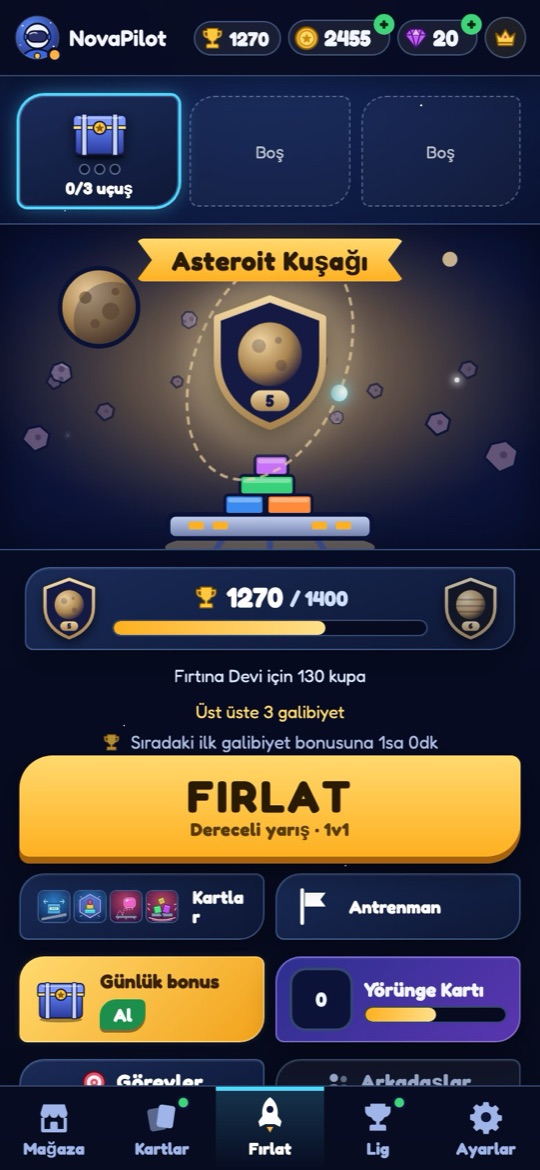 NovaPilot
1270
2455
20
0/3 uçuş
Boş
Boş
Asteroit Kuşağı
5
1270 / 1400
Fırtına Devi için 130 kupa
Üst üste 3 galibiyet
Sıradaki ilk galibiyet bonusuna 1sa 0dk
FIRLAT
Dereceli yarış · 1v1
Kartla
r
Antrenman
Günlük bonus
Al
0
Yörünge Kartı
Görevler
Arkadaşlar
Mağaza
Kartlar
Fırlat
Lig
Ayarlar